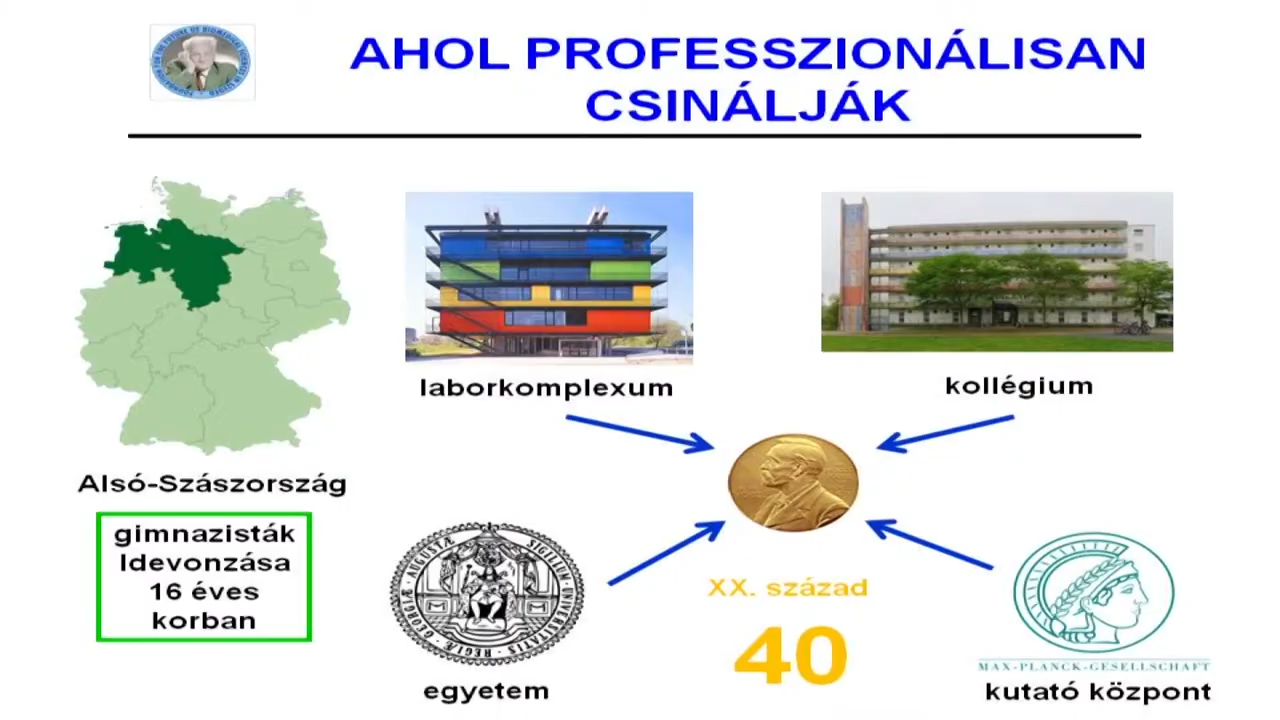 AHOL PROFESSZIONÁLISAN
CSINÁLJÁK
laborkomplexum
kollégium
Alsó-Szászország
gimnazisták
Idevonzása
16 éves
korban
XX. század
40
egyetem
MAX-PLANCK-GESELLSCHAFT
kutató központ